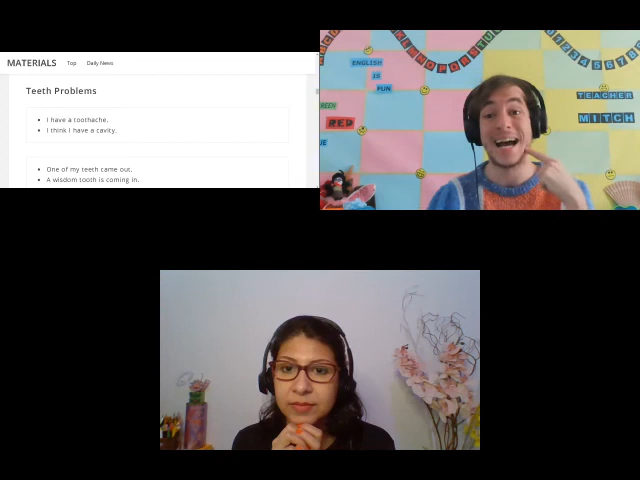 MATERIALS Top Daily News
Teeth Problems
I have a toothache.
I think I have a cavity.
One of my teeth came out.
A wisdom tooth is coming in.
ENGLISH
IS
FUN
RED
TEACHER
MITCH